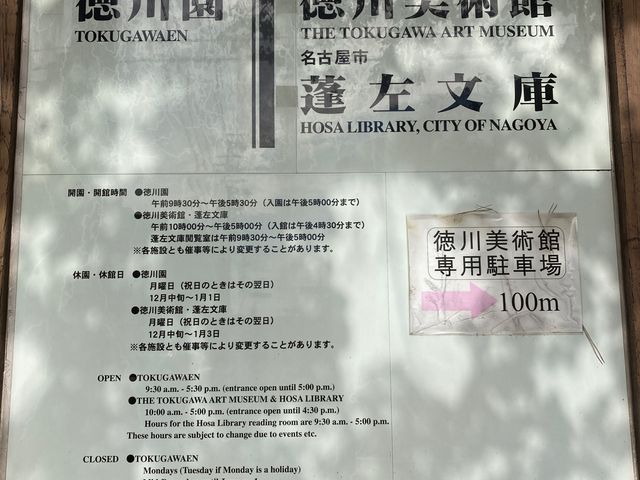 徳川園
TOKUGAWAEN
徳川美術館
THE TOKUGAWA ART MUSEUM
名古屋市
蓬左文庫
HOSA LIBRARY, CITY OF NAGOYA
開園・開館時間 ●徳川園
午前9時30分～午後5時30分（入園は午後5時00分まで）
●徳川美術館・蓬左文庫
午前10時00分～午後5時00分（入館は午後4時30分まで）
蓬左文庫閲覧室は午前9時30分～午後5時00分
※各施設とも催事等により変更することがあります。
休園・休館日 ●徳川園
月曜日（祝日のときはその翌日）
12月中旬～1月1日
●徳川美術館・蓬左文庫
月曜日（祝日のときはその翌日）
12月中旬～1月3日
※各施設とも催事等により変更することがあります。
徳川美術館
専用駐車場
100m
OPEN ●TOKUGAWAEN
9:30 a.m. - 5:30 p.m. (entrance open until 5:00 p.m.)
●THE TOKUGAWA ART MUSEUM & HOSA LIBRARY
10:00 a.m. - 5:00 p.m. (entrance open until 4:30 p.m.)
Hours for the Hosa Library reading room are 9:30 a.m. - 5:00 p.m.
These hours are subject to change due to events etc.
CLOSED ●TOKUGAWAEN
Mondays (Tuesday if Monday is a holiday)